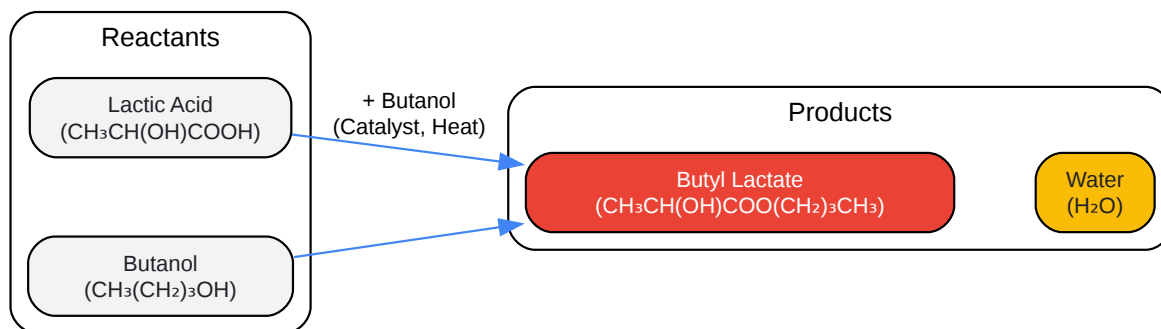 Reactants
Lactic Acid
(CH₃CH(OH)COOH)
+ Butanol
(Catalyst, Heat)
Products
Butyl Lactate
(CH₃CH(OH)COO(CH₂)₃CH₃)
Water
(H₂O)
Butanol
(CH₃(CH₂)₃OH)